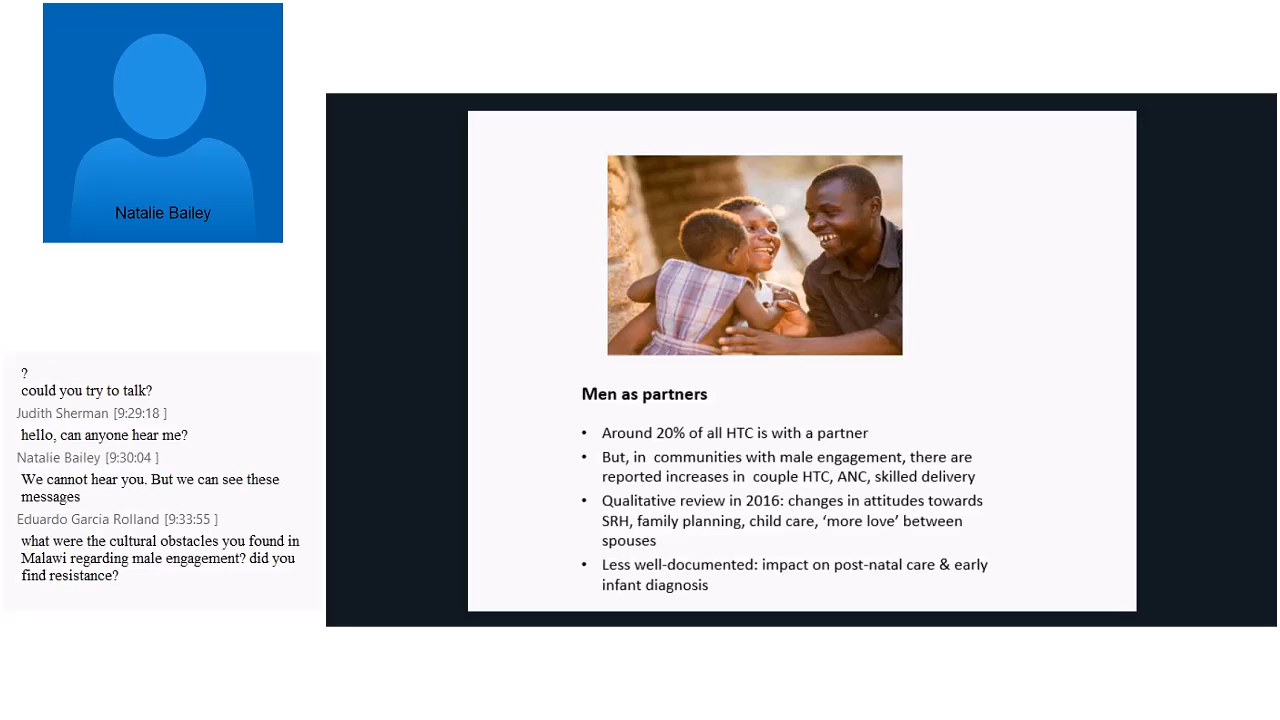 Natalie Bailey
?
could you try to talk?
Judith Sherman [9:29:18 ]
hello, can anyone hear me?
Natalie Bailey [9:30:04 ]
We cannot hear you. But we can see these
messages
Eduardo Garcia Rolland [9:33:55 ]
what were the cultural obstacles you found in
Malawi regarding male engagement? did you
find resistance?
Men as partners
• Around 20% of all HTC is with a partner
• But, in  communities with male engagement, there are
reported increases in  couple HTC, ANC, skilled delivery
• Qualitative review in 2016: changes in attitudes towards
SRH, family planning, child care, ‘more love’ between
spouses
• Less well-documented: impact on post-natal care & early
infant diagnosis